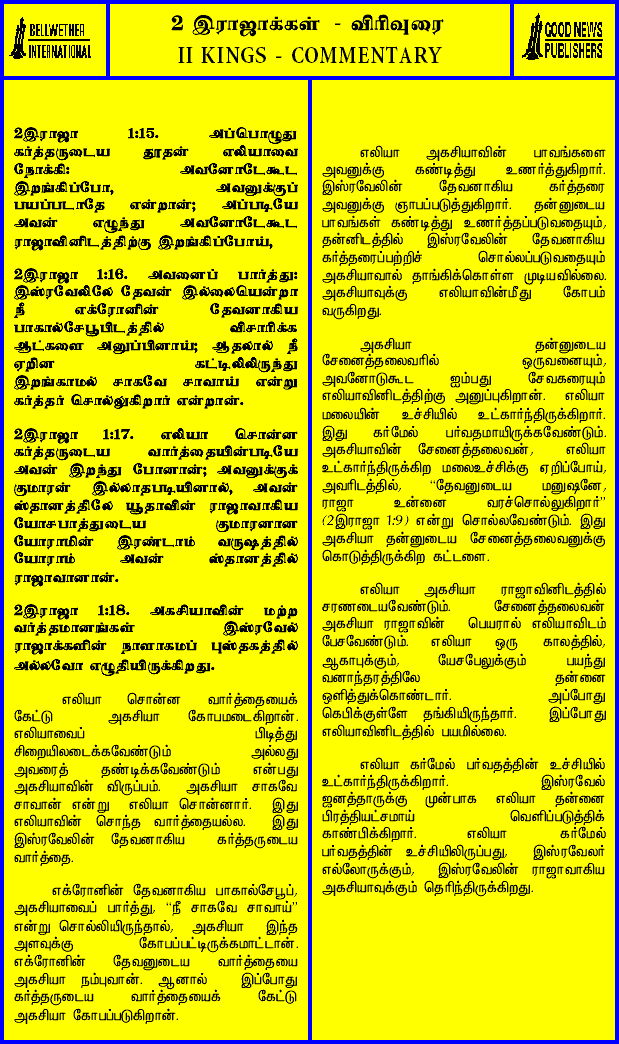 BELLWETHER
INTERNATIONAL
2 இராஜாக்கள் - விரிவுரை
II KINGS - COMMENTARY
GOOD NEWS
PUBLISHERS
2இராஜா 1:15. அப்பொழுது
கர்த்தருடைய தூதன் எலியாவை
நோக்கி: அவனோடேகூட
இறங்கிப்போ, அவனுக்குப்
பயப்படாதே என்றான்; அப்படியே
அவன் எழுந்து அவனோடேகூட
ராஜாவினிடத்திற்கு இறங்கிப்போய்,
2இராஜா 1:16. அவனைப் பார்த்து:
இஸ்ரவேலிலே தேவன் இல்லையென்றா
நீ எக்ரோனின் தேவனாகிய
பாகால்சேபூபிடத்தில் விசாரிக்க
ஆட்களை அனுப்பினாய்; ஆதலால் நீ
ஏறின கட்டிலிலிருந்து
இறங்காமல் சாகவே சாவாய் என்று
கர்த்தர் சொல்லுகிறார் என்றான்.
2இராஜா 1:17. எலியா சொன்ன
கர்த்தருடைய வார்த்தையின்படியே
அவன் இறந்து போனான்; அவனுக்குக்
குமாரன் இல்லாதபடியினால், அவன்
ஸ்தானத்திலே யூதாவின் ராஜாவாகிய
யோசபாத்துடைய குமாரனான
யோராமின் இரண்டாம் வருஷத்தில்
யோராம் அவன் ஸ்தானத்தில்
ராஜாவானான்.
2இராஜா 1:18. அகசியாவின் மற்ற
வர்த்தமானங்கள் இஸ்ரவேல்
ராஜாக்களின் நாளாகமப் புஸ்தகத்தில்
அல்லவோ எழுதியிருக்கிறது.
எலியா சொன்ன வார்த்தையைக்
கேட்டு அகசியா கோபமடைகிறான்.
எலியாவைப் பிடித்து
சிறையிலடைக்கவேண்டும் அல்லது
அவரைத் தண்டிக்கவேண்டும் என்பது
அகசியாவின் விருப்பம். அகசியா சாகவே
சாவான் என்று எலியா சொன்னார். இது
எலியாவின் சொந்த வார்த்தையல்ல. இது
இஸ்ரவேலின் தேவனாகிய கர்த்தருடைய
வார்த்தை.
எக்ரோனின் தேவனாகிய பாகால்சேபூப்,
அகசியாவைப் பார்த்து, “நீ சாகவே சாவாய்”
என்று சொல்லியிருந்தால், அகசியா இந்த
அளவுக்கு கோபப்பட்டிருக்கமாட்டான்.
எக்ரோனின் தேவனுடைய வார்த்தையை
அகசியா நம்புவான். ஆனால் இப்போது
கர்த்தருடைய வார்த்தையைக் கேட்டு
அகசியா கோபப்படுகிறான்.
எலியா அகசியாவின் பாவங்களை
அவனுக்கு கண்டித்து உணர்த்துகிறார்.
இஸ்ரவேலின் தேவனாகிய கர்த்தரை
அவனுக்கு ஞாபப்படுத்துகிறார். தன்னுடைய
பாவங்கள் கண்டித்து உணர்த்தப்படுவதையும்,
தன்னிடத்தில் இஸ்ரவேலின் தேவனாகிய
கர்த்தரைப்பற்றிச் சொல்லப்படுவதையும்
அகசியாவால் தாங்கிக்கொள்ள முடியவில்லை.
அகசியாவுக்கு எலியாவின்மீது கோபம்
வருகிறது.
அகசியா தன்னுடைய
சேனைத்தலைவரில் ஒருவனையும்,
அவனோடுகூட ஐம்பது சேவகரையும்
எலியாவினிடத்திற்கு அனுப்புகிறான். எலியா
மலையின் உச்சியில் உட்கார்ந்திருக்கிறார்.
இது கர்மேல் பர்வதமாயிருக்கவேண்டும்.
அகசியாவின் சேனைத்தலைவன், எலியா
உட்கார்ந்திருக்கிற மலைஉச்சிக்கு ஏறிப்போய்,
அவரிடத்தில், “தேவனுடைய மனுஷனே,
ராஜா உன்னை வரச்சொல்லுகிறார்”
(2இராஜா 1:9) என்று சொல்லவேண்டும். இது
அகசியா தன்னுடைய சேனைத்தலைவனுக்கு
கொடுத்திருக்கிற கட்டளை.
எலியா அகசியா ராஜாவினிடத்தில்
சரணடையவேண்டும். சேனைத்தலைவன்
அகசியா ராஜாவின் பெயரால் எலியாவிடம்
பேசவேண்டும். எலியா ஒரு காலத்தில்,
ஆகாபுக்கும், யேசபேலுக்கும் பயந்து
வனாந்தரத்திலே தன்னை
ஒளித்துக்கொண்டார். அப்போது
கெபிக்குள்ளே தங்கியிருந்தார். இப்போது
எலியாவினிடத்தில் பயமில்லை.
எலியா கர்மேல் பர்வதத்தின் உச்சியில்
உட்கார்ந்திருக்கிறார். இஸ்ரவேல்
ஜனத்தாருக்கு முன்பாக எலியா தன்னை
பிரத்தியட்சமாய் வெளிப்படுத்திக்
காண்பிக்கிறார். எலியா கர்மேல்
பர்வதத்தின் உச்சியிலிருப்பது, இஸ்ரவேலர்
எல்லோருக்கும், இஸ்ரவேலின் ராஜாவாகிய
அகசியாவுக்கும் தெரிந்திருக்கிறது.